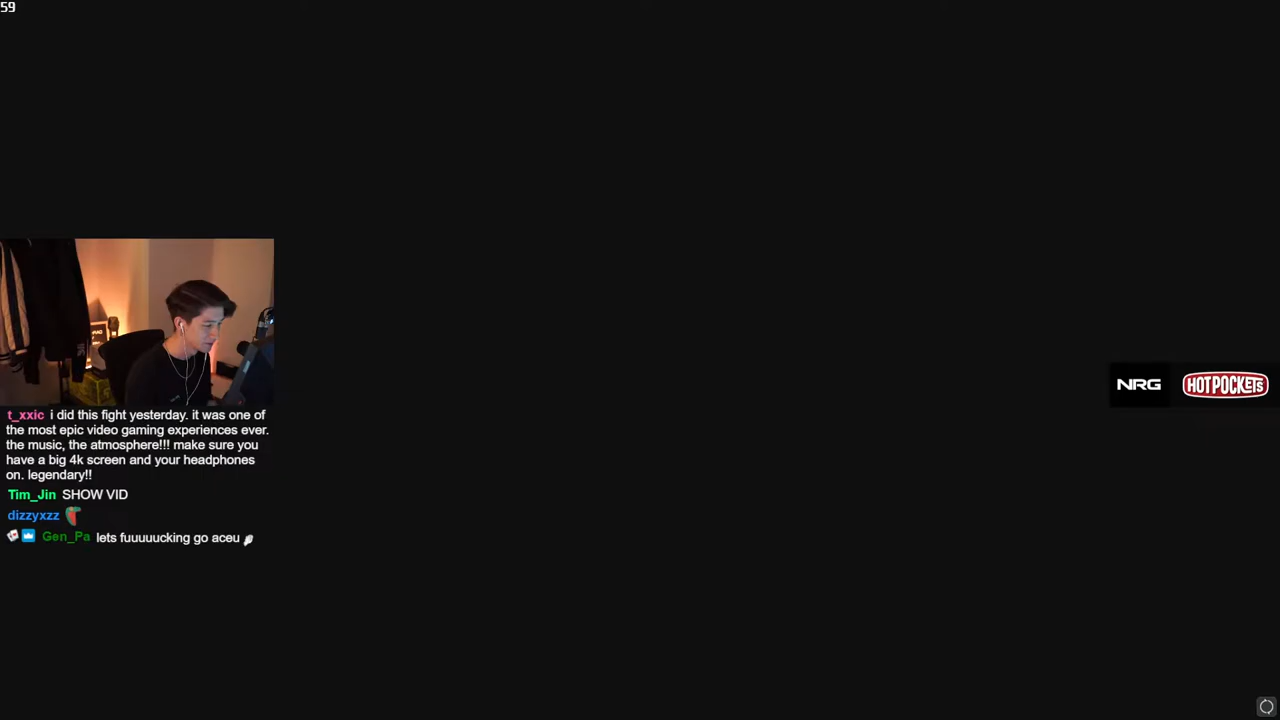 59
t_xxic i did this fight yesterday. it was one of
the most epic video gaming experiences ever.
the music, the atmosphere!!! make sure you
have a big 4k screen and your headphones
on. legendary!!
Tim_Jin SHOW VID
dizzyxzz
Gen_Pa lets fuuuuucking go aceu
NRG HOT POCKETS